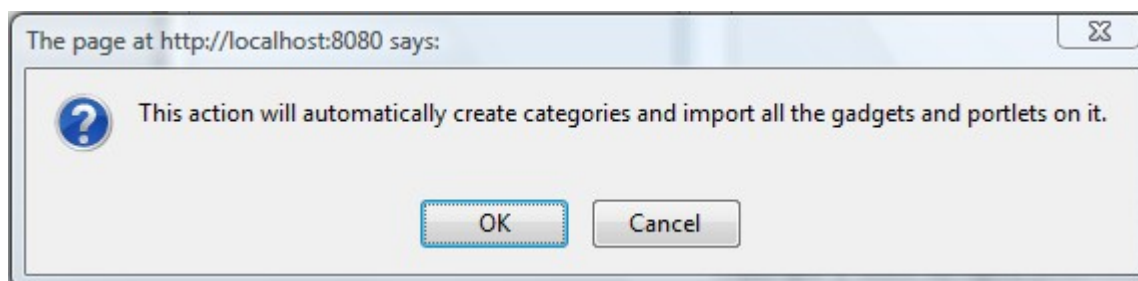 The page at http://localhost:8080 says:
This action will automatically create categories and import all the gadgets and portlets on it.
OK
Cancel